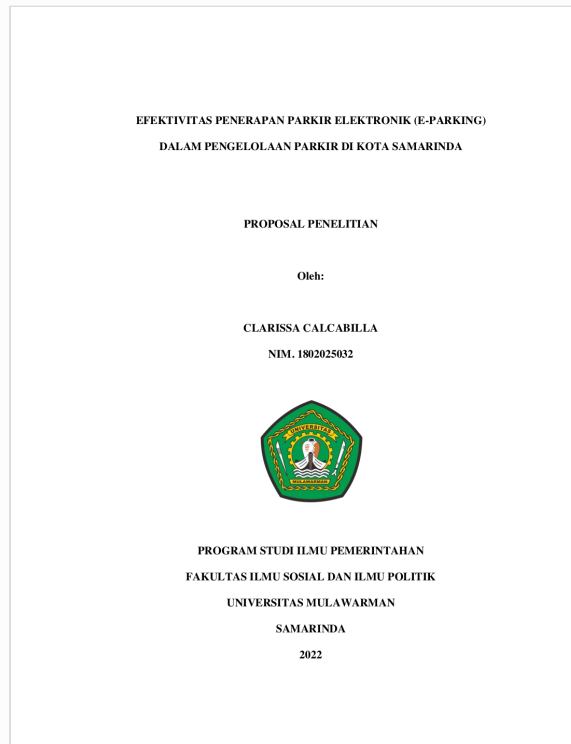 EFEKTIVITAS PENERAPAN PARKIR ELEKTRONIK (E-PARKING)
DALAM PENGELOLAAN PARKIR DI KOTA SAMARINDA
PROPOSAL PENELITIAN
Oleh:
CLARISSA CALCABILLA
NIM. 1802025032
UNIVERSITAS
MULAWARMAN
PROGRAM STUDI ILMU PEMERINTAHAN
FAKULTAS ILMU SOSIAL DAN ILMU POLITIK
UNIVERSITAS MULAWARMAN
SAMARINDA
2022